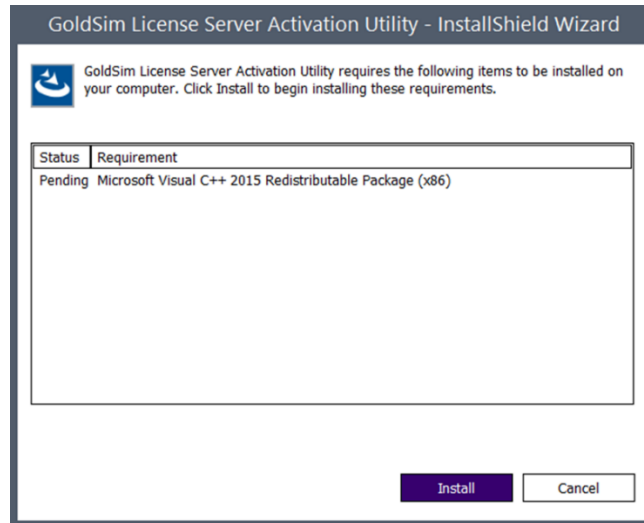 GoldSim License Server Activation Utility - InstallShield Wizard
GoldSim License Server Activation Utility requires the following items to be installed on
your computer. Click Install to begin installing these requirements.
Status Requirement
Pending Microsoft Visual C++ 2015 Redistributable Package (x86)
Install Cancel